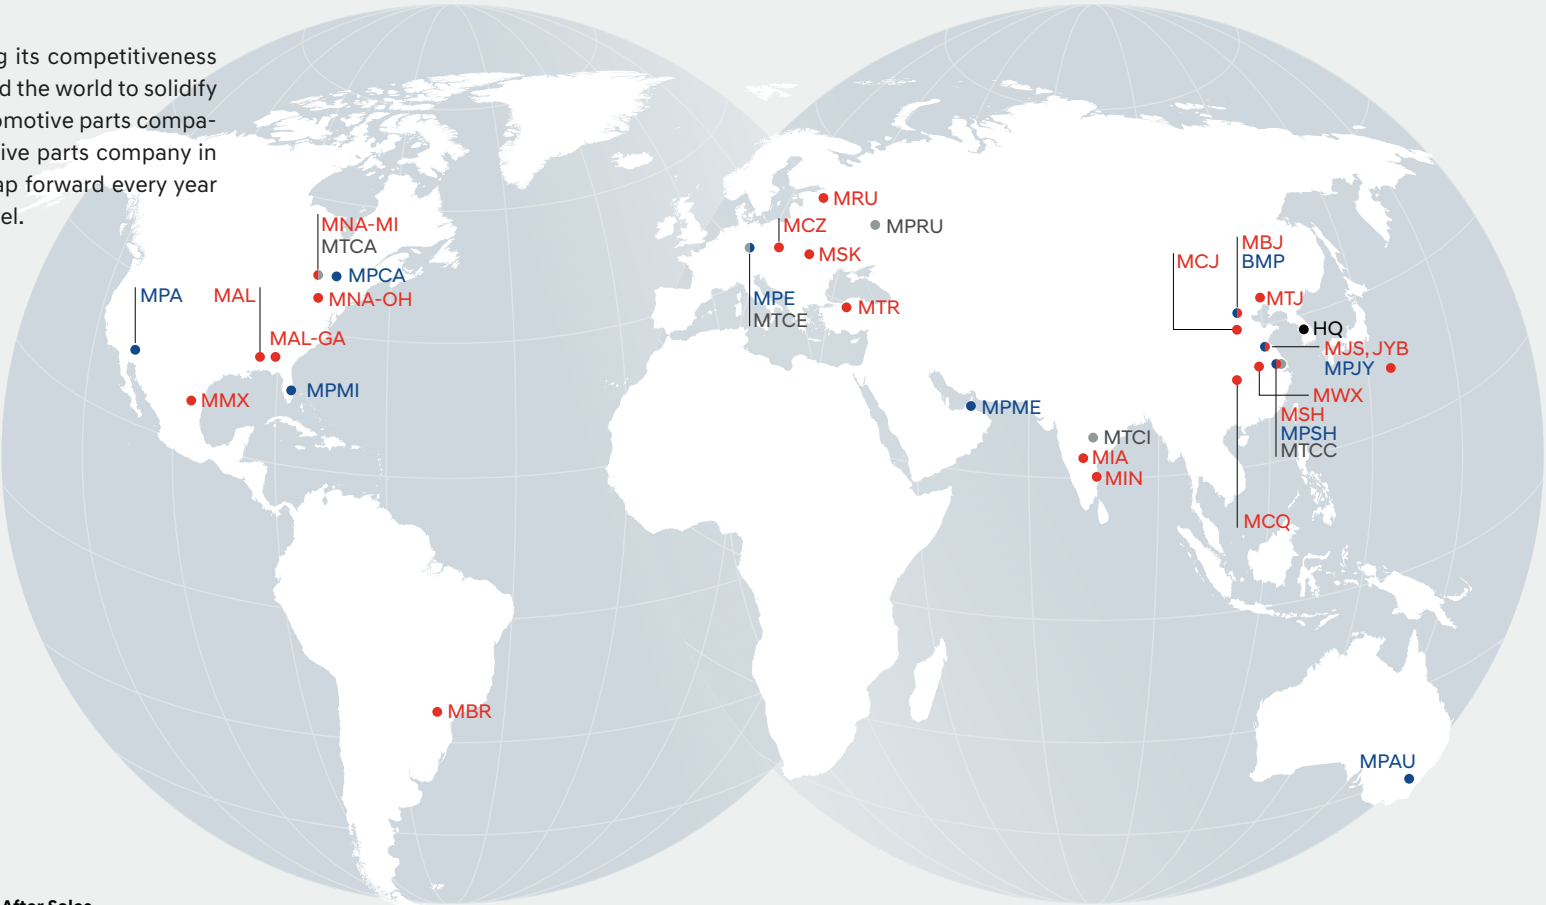 g its competitiveness
d the world to solidify
omotive parts compa-
ive parts company in
ap forward every year
el.
MNA-MI
MTCA
MPCA
MNA-OH
MPA
MAL
MAL-GA
MPMI
MMX
MBR
MRU
MCZ
MPRU
MSK
MPE
MTCE
MTR
MPME
MTCI
MIA
MIN
MCJ
MBJ
BMP
MTJ
HQ
MJS, JYB
MPJY
MWX
MSH
MPSH
MTCC
MCQ
MPAU
After Sales